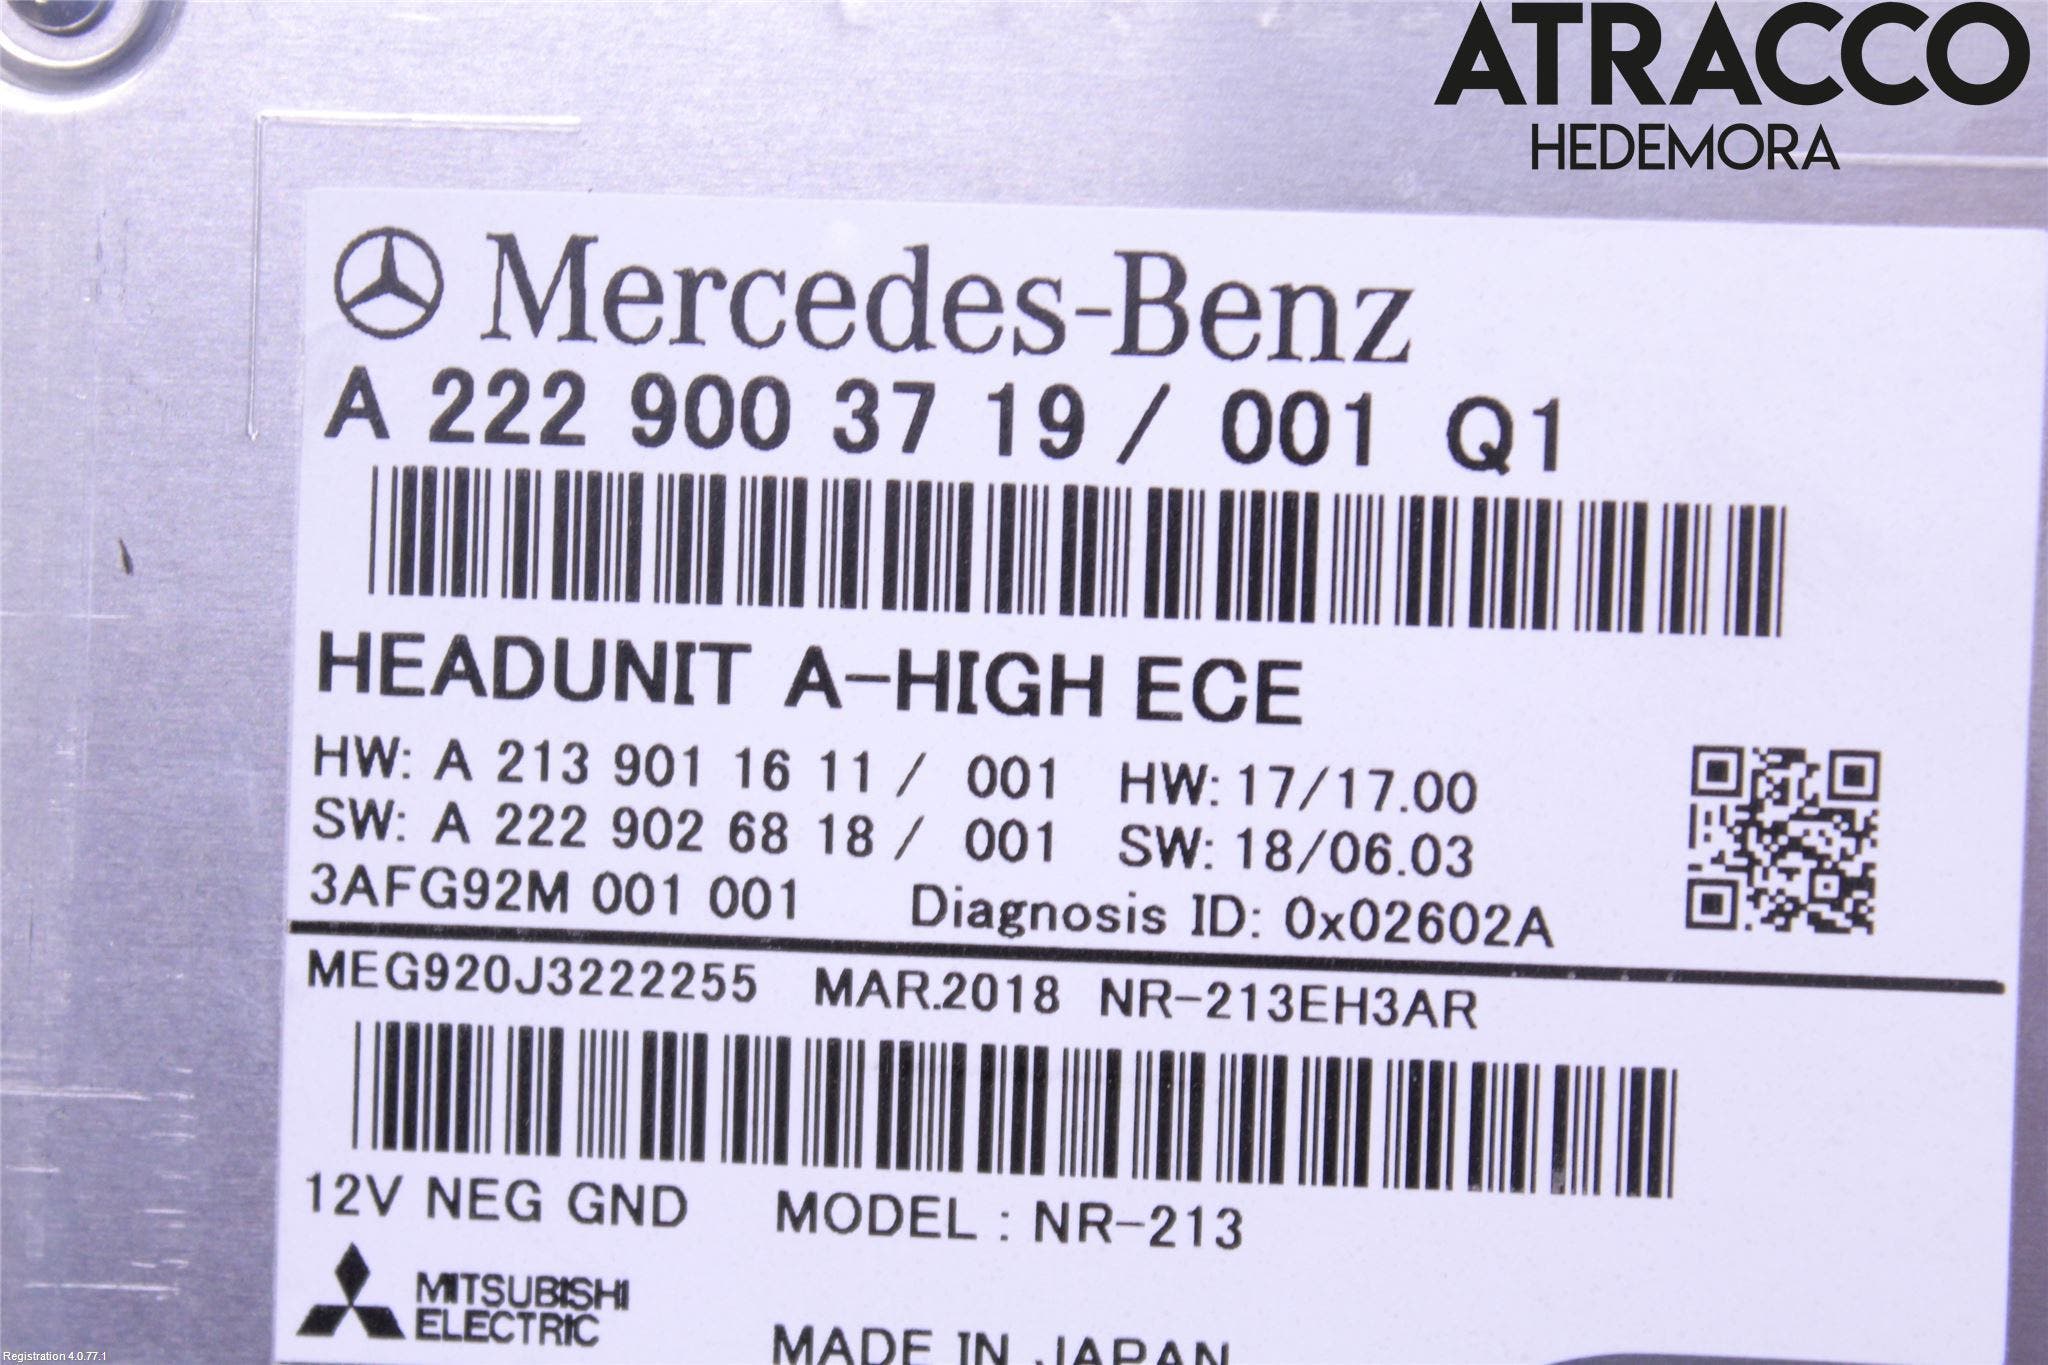 ATRACCO
HEDEMORA
Mercedes-Benz
A 222 900 37 19 / 001 Q1
HEADUNIT A-HIGH ECE
HW: A 213 901 16 11 / 001 HW: 17/17.00
SW: A 222 902 68 18 / 001 SW: 18/06.03
3AFG92M 001 001 Diagnosis ID: 0x02602A
MEG920J3222255 MAR.2018 NR-213EH3AR
12V NEG GND MODEL : NR-213
MITSUBISHI
ELECTRIC
MADE IN JAPAN
Registration 4.0.77.1